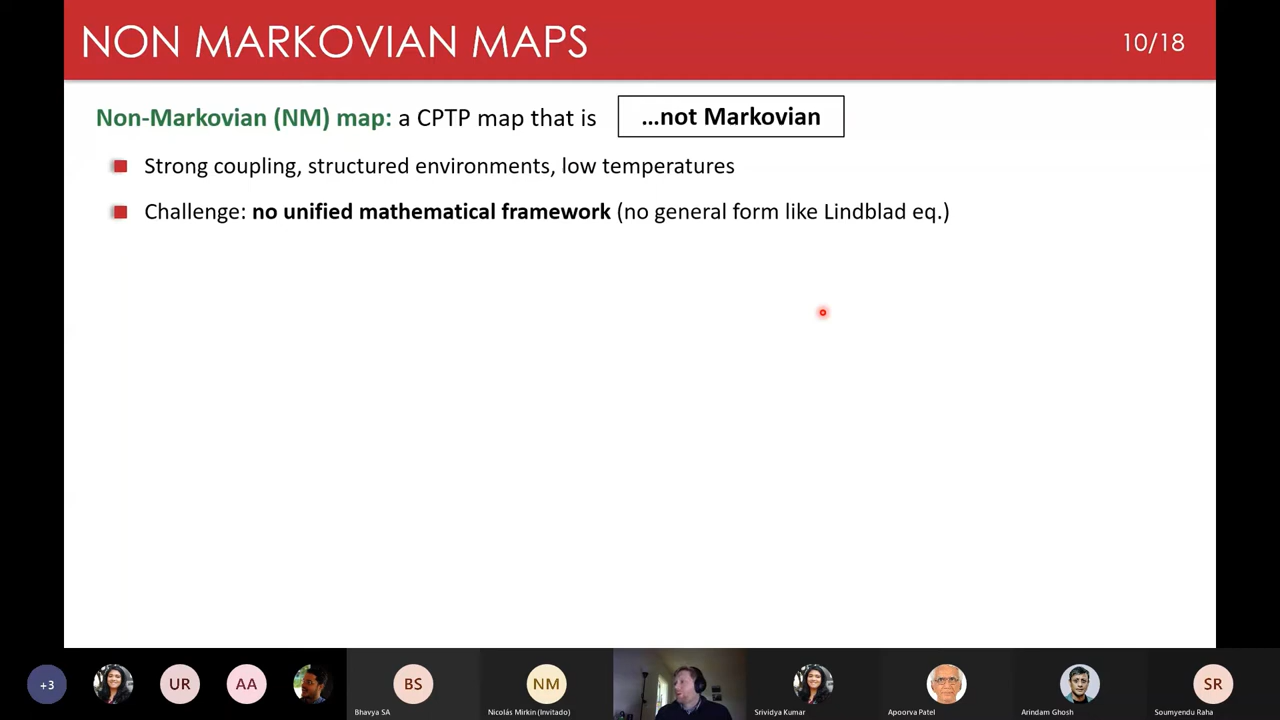 NON MARKOVIAN MAPS
10/18
Non-Markovian (NM) map: a CPTP map that is
...not Markovian
Strong coupling, structured environments, low temperatures
Challenge: no unified mathematical framework (no general form like Lindblad eq.)
+3
UR
AA
BS
NM
SR
Bhavya SA
Nicolás Mirkin (Invitado)
Srividya Kumar
Apoorva Patel
Arindam Ghosh
Soumyendu Raha